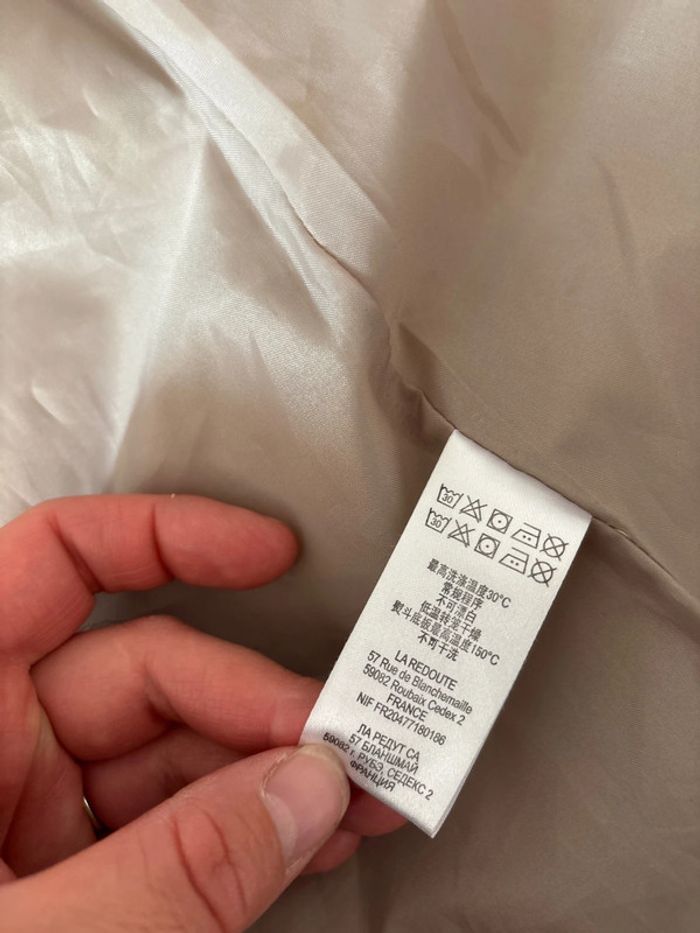 30
30
最高洗涤温度30°C
常规程序
不可漂白
低温转笼干燥
熨斗底板最高温度150°C
不可干洗
LA REDOUTE
57 Rue de Blanchemaille
59082 Roubaix Cedex 2
FRANCE
NIF FR20477180186
ЛА РЕДУТ СА
57 БЛАНШМАЙ
59082 г. РУБЭ, СЕДЕКС 2
ФРАНЦИЯ